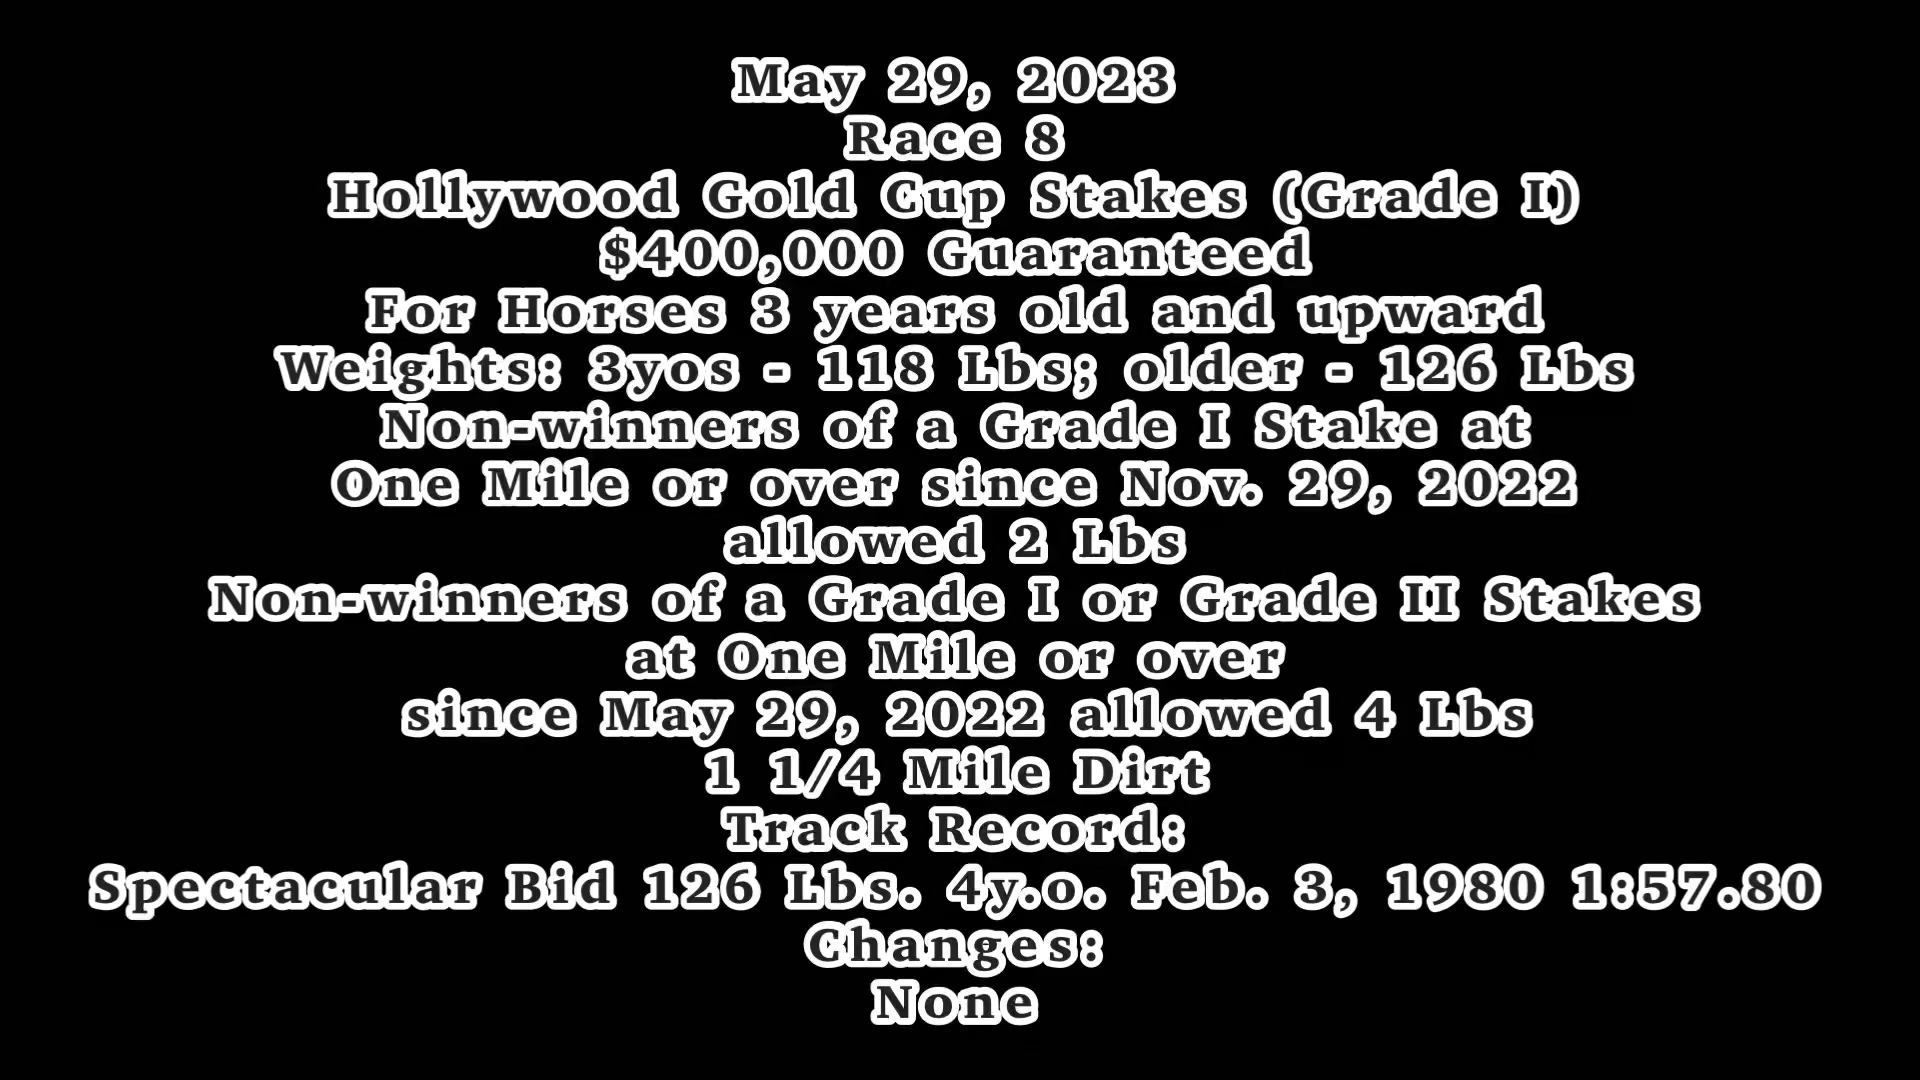 May 29, 2023
Race 8
Hollywood Gold Cup Stakes (Grade I)
$400,000 Guaranteed
For Horses 3 years old and upward
Weights: 3yos - 118 Lbs; older - 126 Lbs
Non-winners of a Grade I Stake at
One Mile or over since Nov. 29, 2022
allowed 2 Lbs
Non-winners of a Grade I or Grade II Stakes
at One Mile or over
since May 29, 2022 allowed 4 Lbs
1 1/4 Mile Dirt
Track Record:
Spectacular Bid 126 Lbs. 4y.o. Feb. 3, 1980 1:57.80
Changes:
None